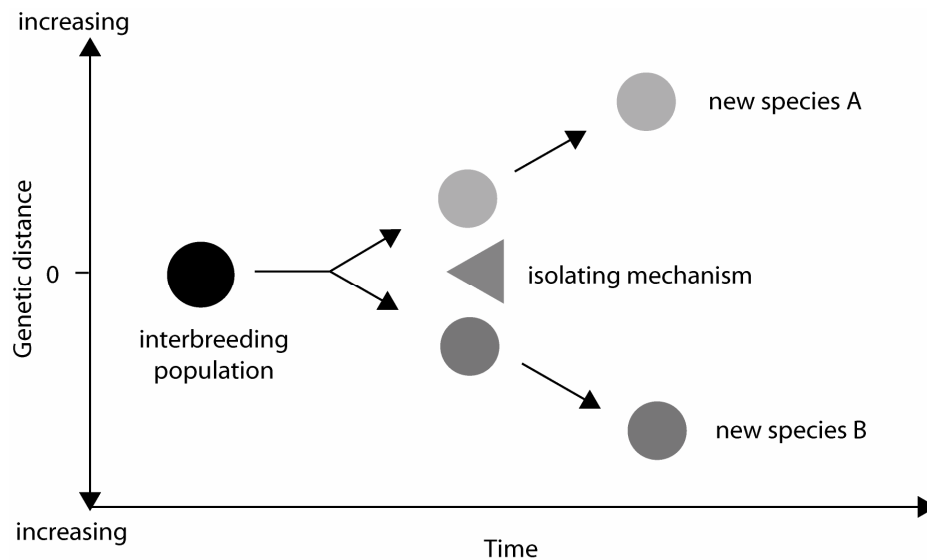 increasing
new species A
Genetic distance
0
isolating mechanism
interbreeding
population
new species B
increasing
Time